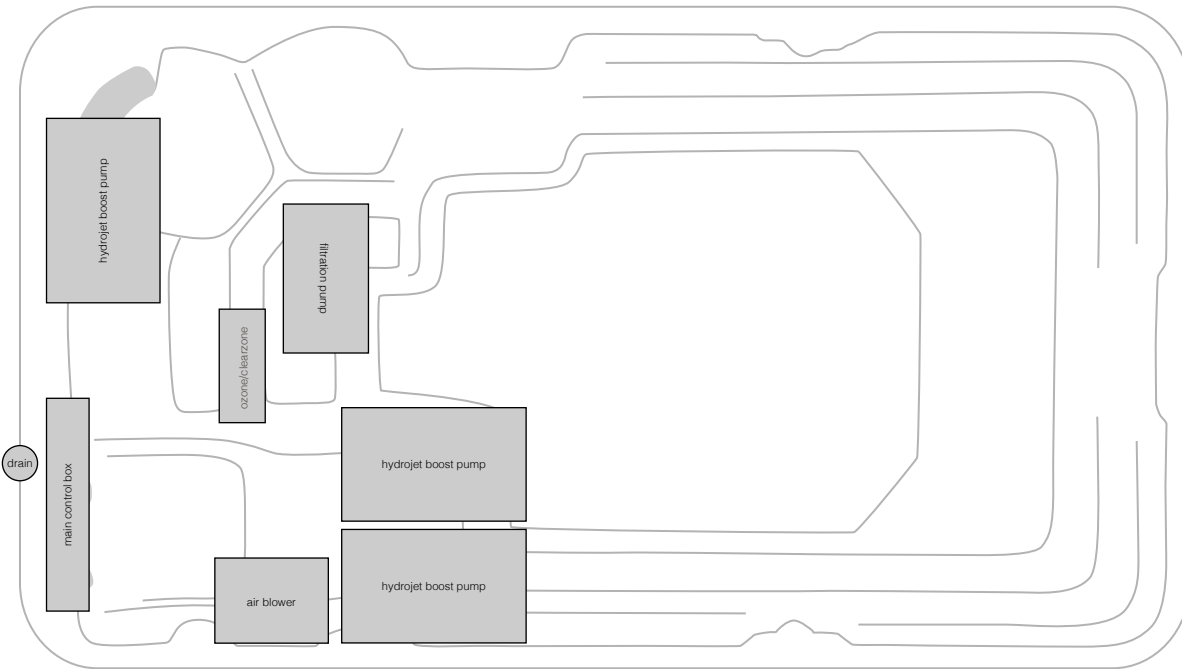 hydrojet boost pump
filtration pump
ozone/clearzone
drain
main control box
hydrojet boost pump
hydrojet boost pump
air blower